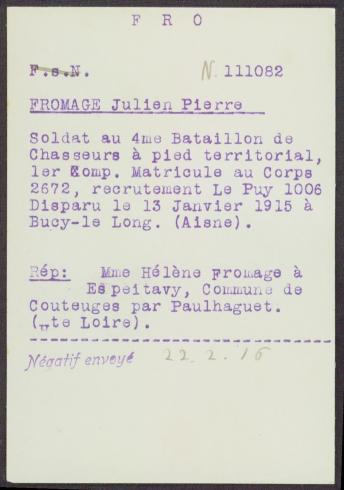 F R O
F.s.N. N. 111082
FROMAGE Julien Pierre
Soldat au 4me Bataillon de
Chasseurs à pied territorial,
1er Komp. Matricule au Corps
2672, recrutement Le Puy 1006
Disparu le 13 Janvier 1915 à
Bucy-le Long. (Aisne).
Rép: Mme Hélène Fromage à
Espeitavy, Commune de
Couteuges par Paulhaguet.
(„te Loire).
Négatif envoyé 22.2.16